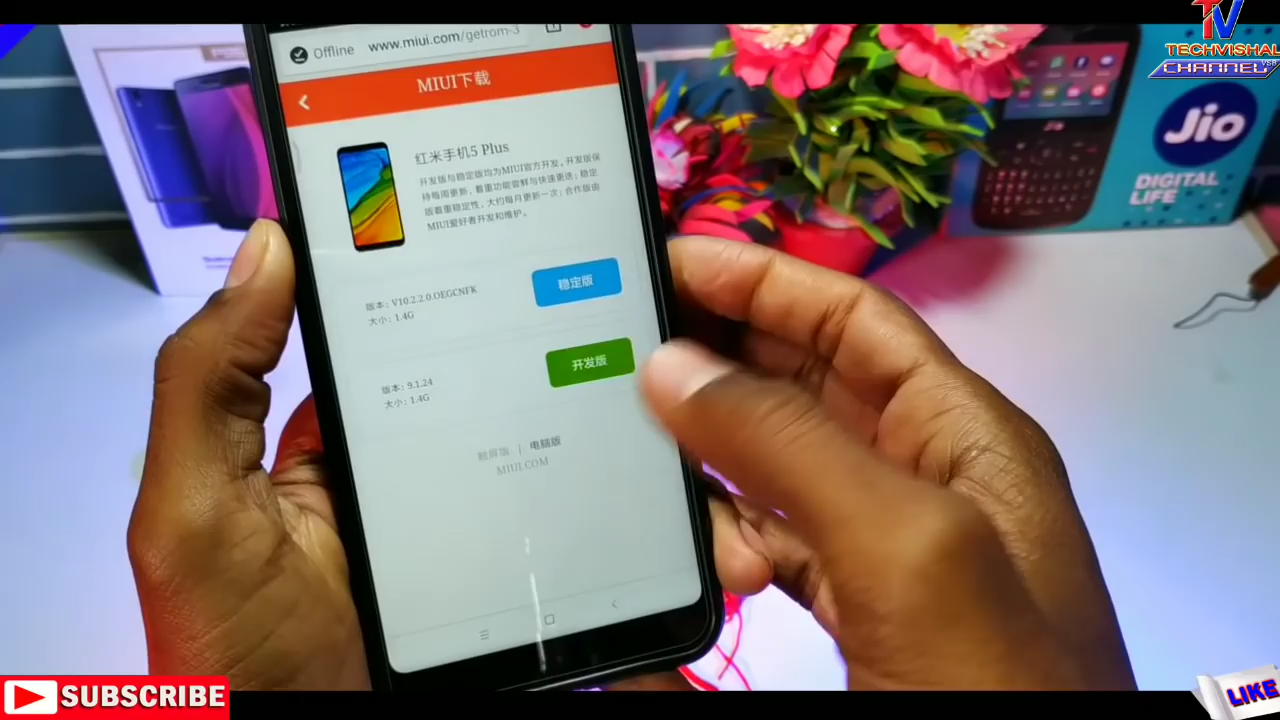 TV
TECHVISHAL
CHANNEL VSR
Offline www.miui.com/getrom-3
MIUI下载
红米手机5 Plus
开发版与稳定版均为MIUI官方开发。开发版保
持每周更新,着重功能尝鲜与快速更迭;稳定
版着重稳定性,大约每月更新一次;合作版由
MIUI爱好者开发和维护。
版本: V10.2.2.0.OEGCNFK
大小: 1.4G
稳定版
版本: 9.1.24
大小: 1.4G
开发版
触屏版 | 电脑版
MIUI.COM
Jio
Jio
DIGITAL
LIFE
SUBSCRIBE
LIKE